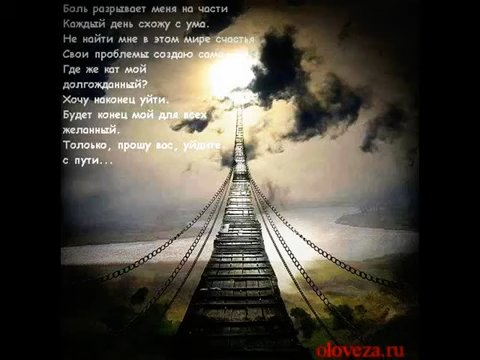 Боль разрывает меня на части
Каждый день схожу с ума.
Не найти мне в этом мире счастья
Свои проблемы создаю сама
Где же кат мой
долгожданный?
Хочу наконец уйти.
Будет конец мой для всех
желанный.
Толоько, прошу вас, уйдите
с пути...
oloveza.ru